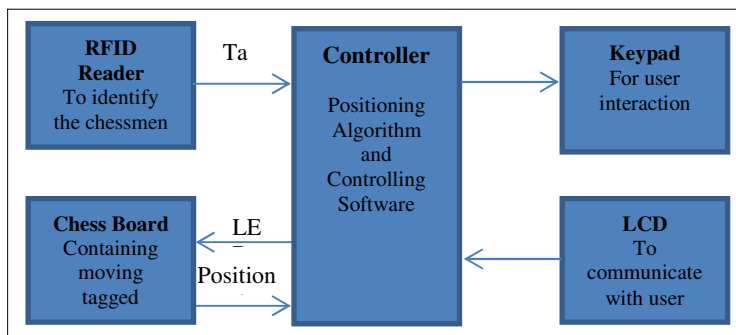 RFID
Reader
To identify
the chessmen
Ta
Controller
Positioning
Algorithm
and
Controlling
Software
Keypad
For user
interaction
Chess Board
Containing
moving
tagged
LE
Position
LCD
To
communicate
with user